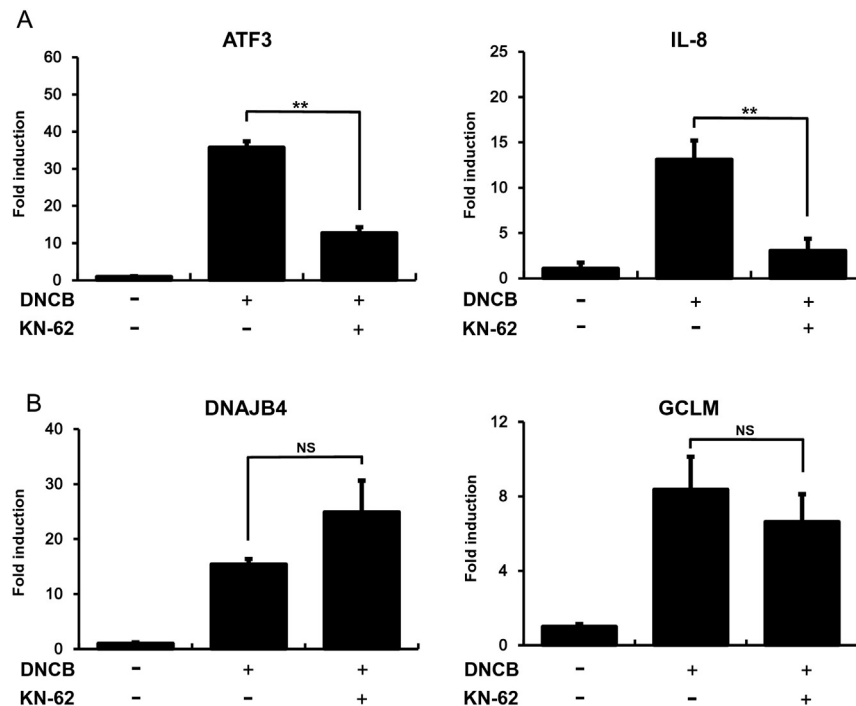 A
ATF3
Fold induction
60
50
40
30
20
10
0
**
DNCB - + +
KN-62 - - +
IL-8
Fold induction
25
20
15
10
5
0
**
DNCB - + +
KN-62 - - +
B
DNAJB4
Fold induction
40
30
20
10
0
NS
DNCB - + +
KN-62 - - +
GCLM
Fold induction
12
8
4
0
NS
DNCB - + +
KN-62 - - +